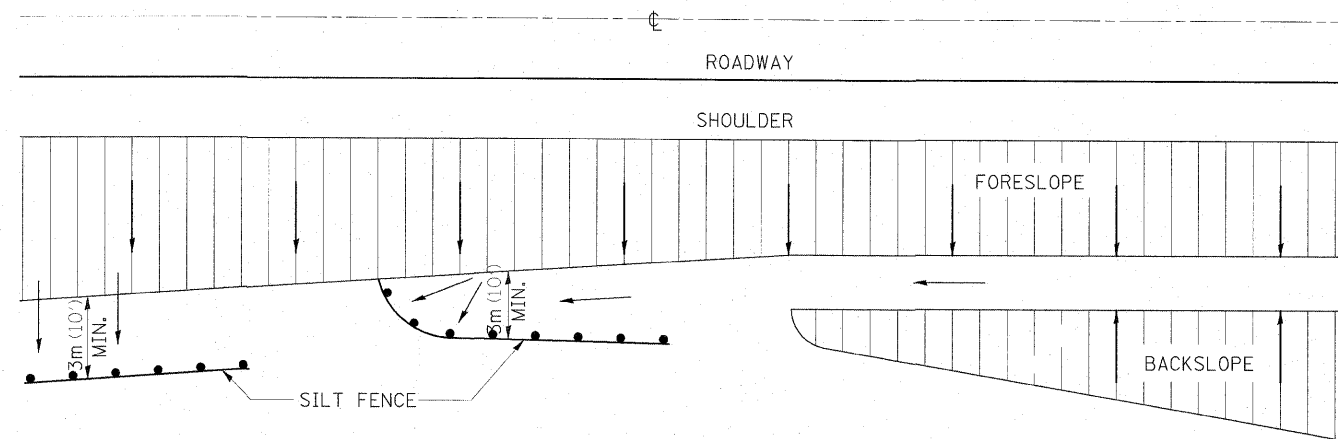 ℄
ROADWAY
SHOULDER
FORESLOPE
3m (10')
MIN.
3m (10')
MIN.
BACKSLOPE
SILT FENCE